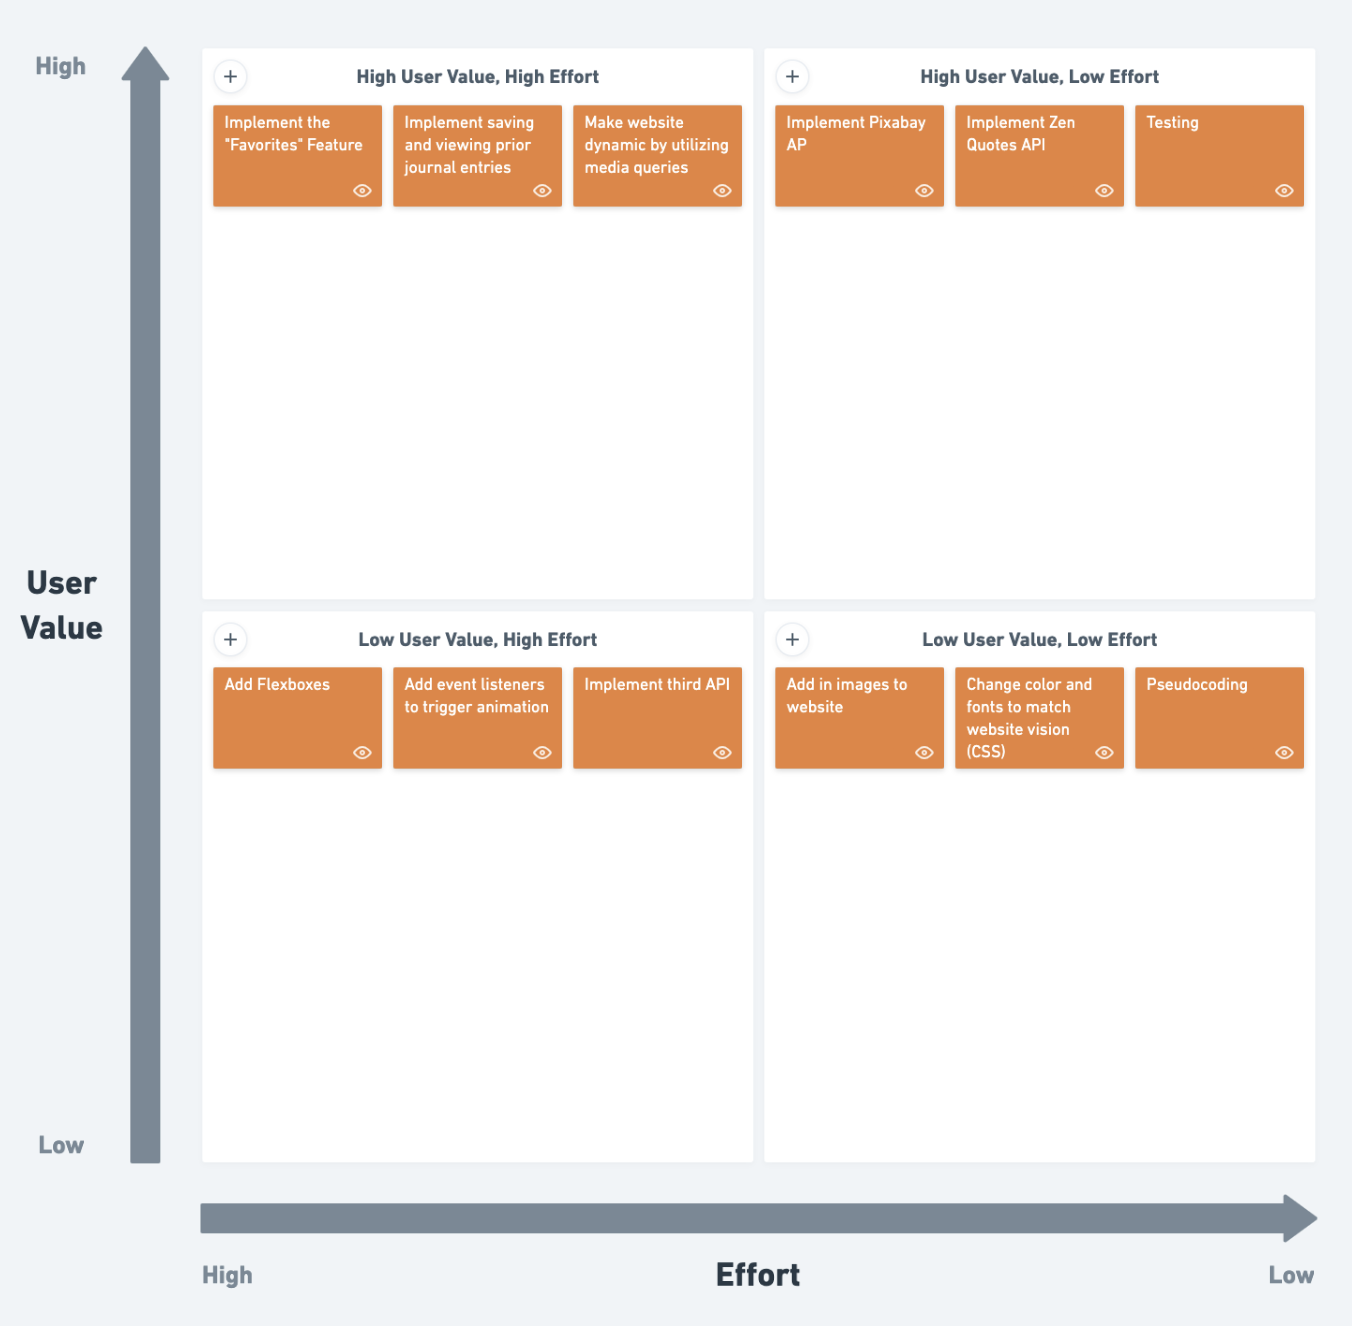 High
High User Value, High Effort
Implement the
"Favorites" Feature
Implement saving
and viewing prior
journal entries
Make website
dynamic by utilizing
media queries
High User Value, Low Effort
Implement Pixabay
AP
Implement Zen
Quotes API
Testing
User
Value
Low User Value, High Effort
Add Flexboxes
Add event listeners
to trigger animation
Implement third API
Low User Value, Low Effort
Add in images to
website
Change color and
fonts to match
website vision
(CSS)
Pseudocoding
Low
High
Effort
Low